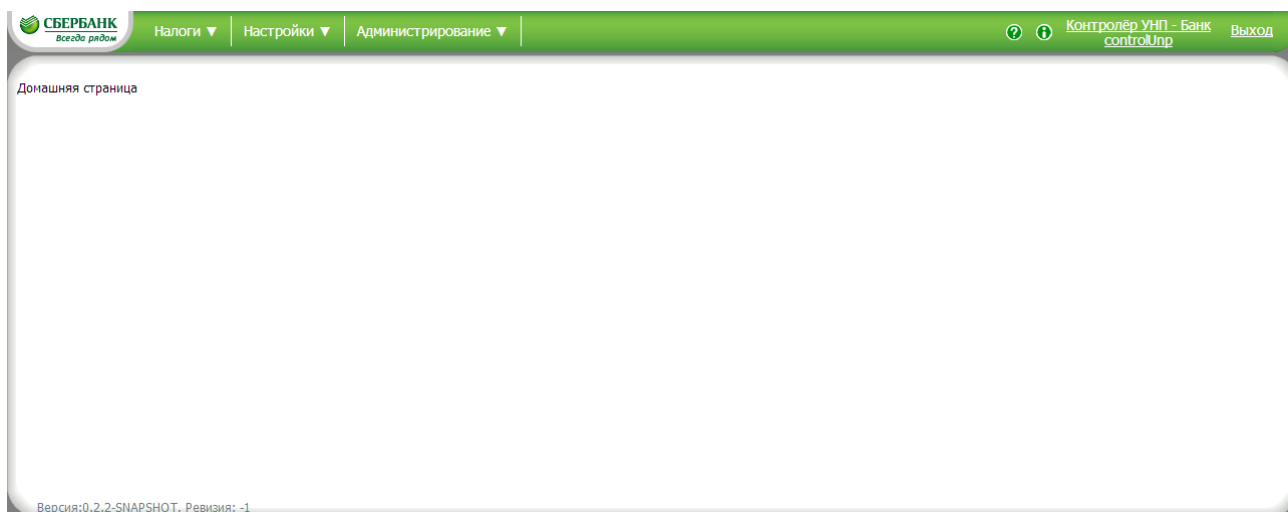 СБЕРБАНК
Всегда рядом
Налоги ▼
Настройки ▼
Администрирование ▼
Контролёр УНП - Банк
controlUnp
Выход
Домашняя страница
Версия:0.2.2-SNAPSHOT, Ревизия: -1